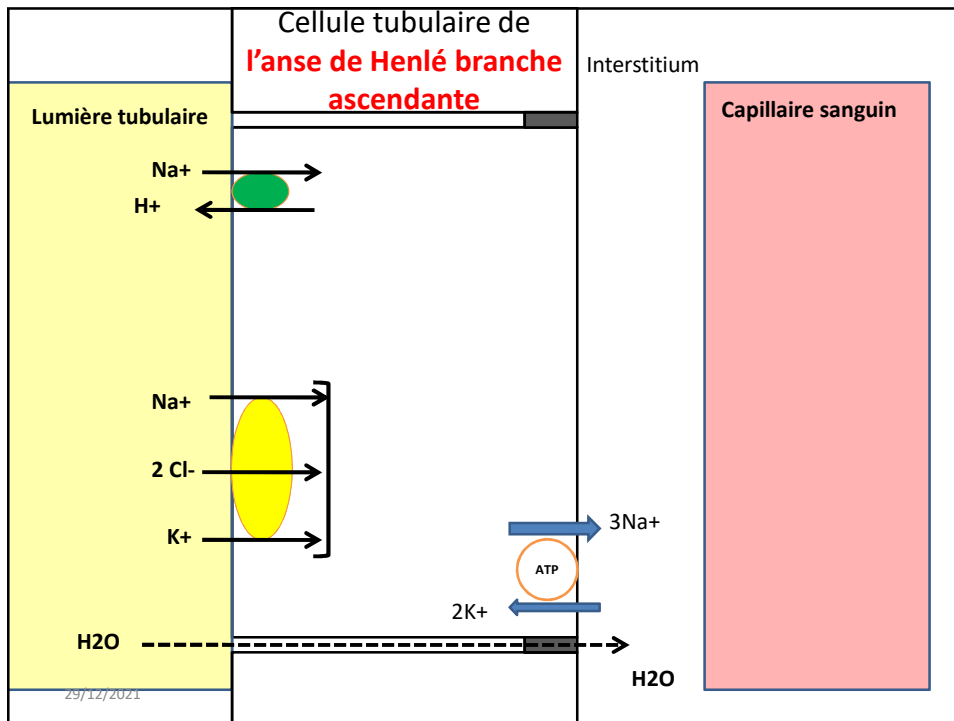 Cellule tubulaire de
l’anse de Henlé branche
ascendante
Interstitium
Lumière tubulaire
Capillaire sanguin
Na+
H+
Na+
2 Cl-
K+
3Na+
ATP
2K+
H2O
H2O
29/12/2021